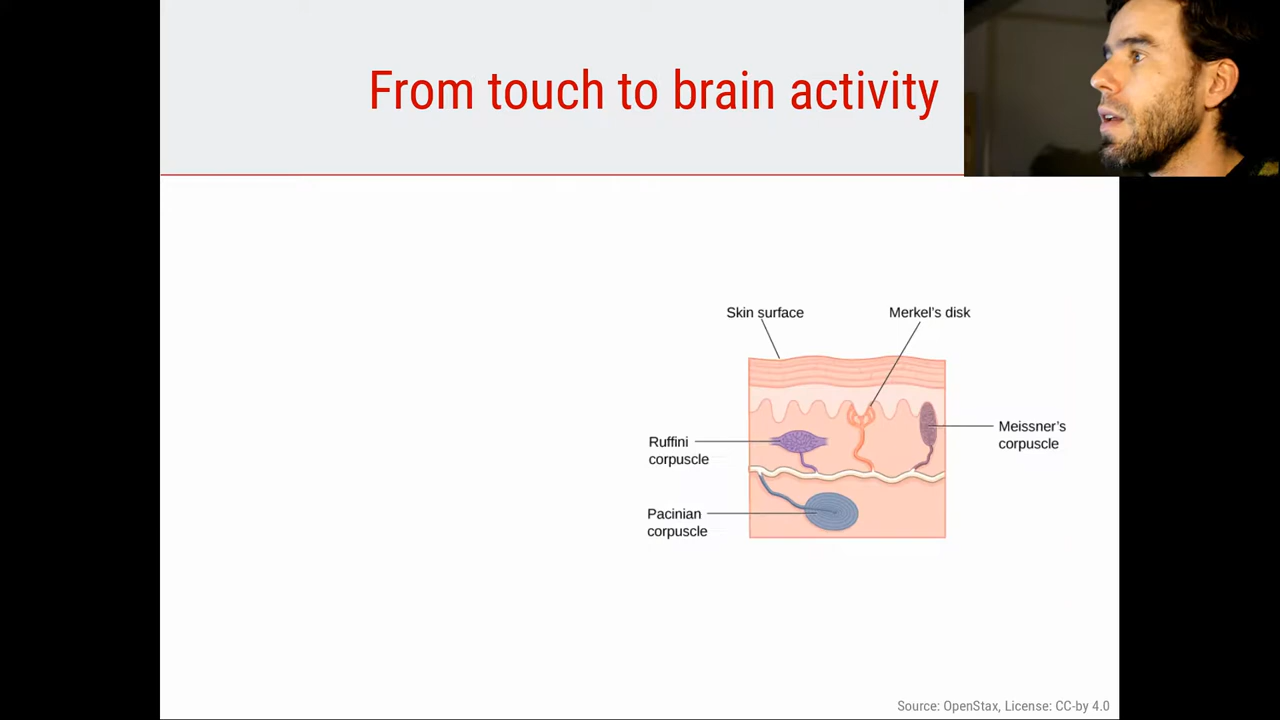 From touch to brain activity
Skin surface
Merkel's disk
Meissner's
corpuscle
Ruffini
corpuscle
Pacinian
corpuscle
Source: OpenStax, License: CC-by 4.0